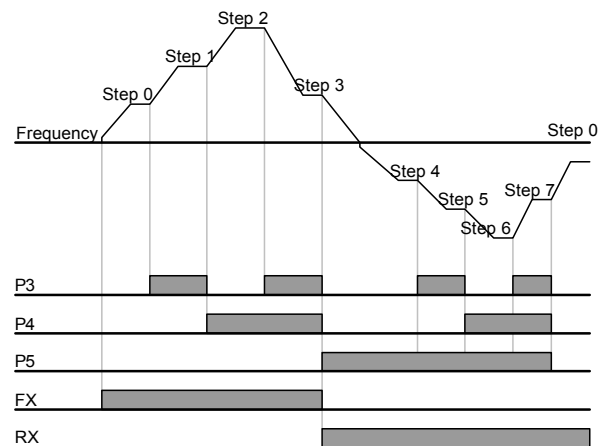 Step 2
Step 1
Step 3
Step 0
Frequency
Step 0
Step 4
Step 7
Step 5
Step 6
P3
P4
P5
FX
RX